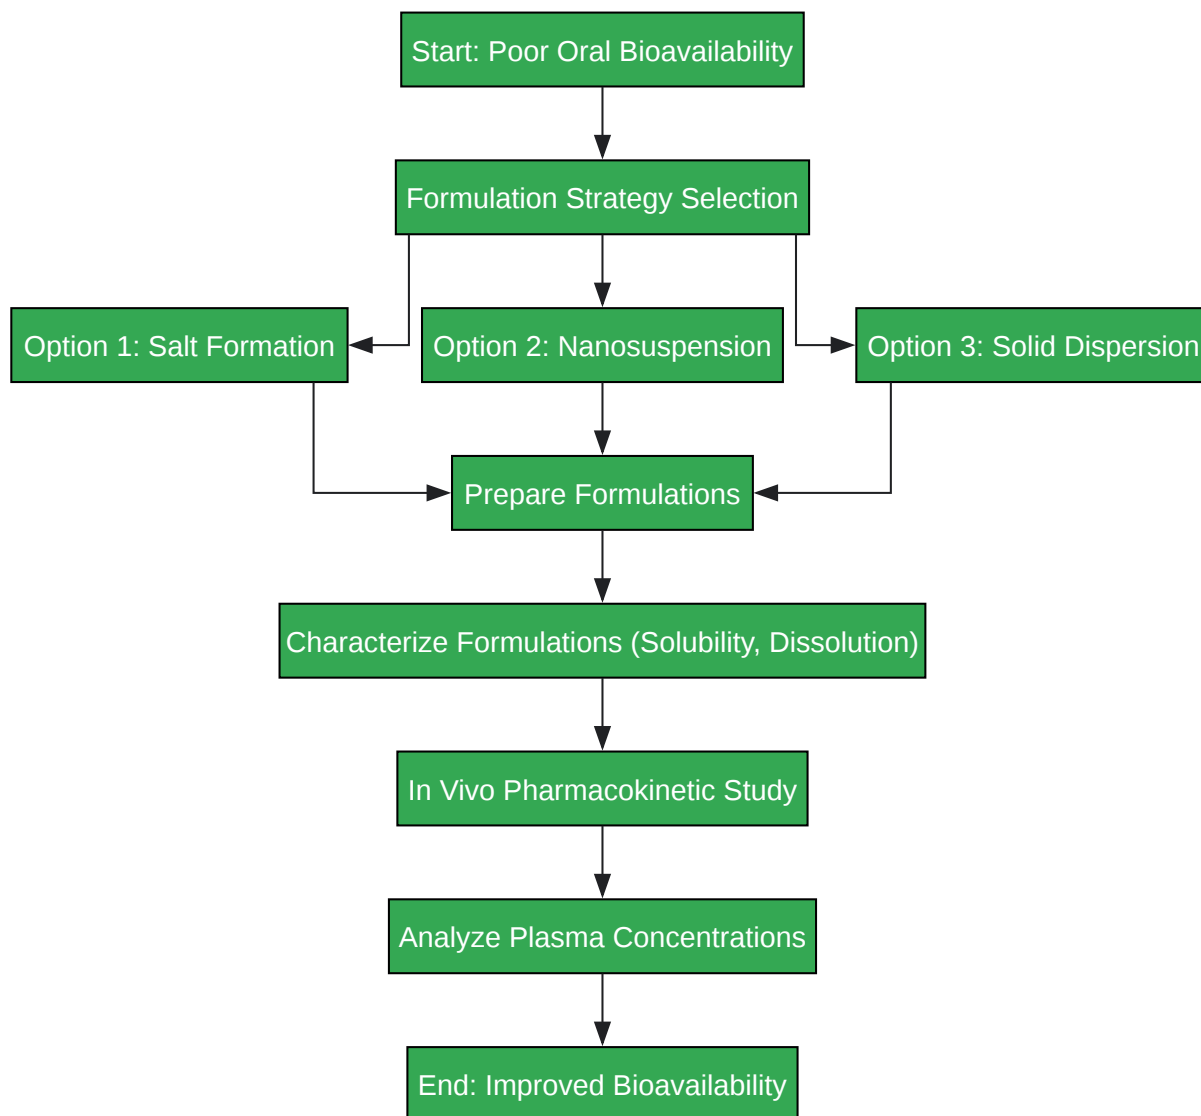 Start: Poor Oral Bioavailability
Formulation Strategy Selection
Option 1: Salt Formation
Option 2: Nanosuspension
Option 3: Solid Dispersion
Prepare Formulations
Characterize Formulations (Solubility, Dissolution)
In Vivo Pharmacokinetic Study
Analyze Plasma Concentrations
End: Improved Bioavailability